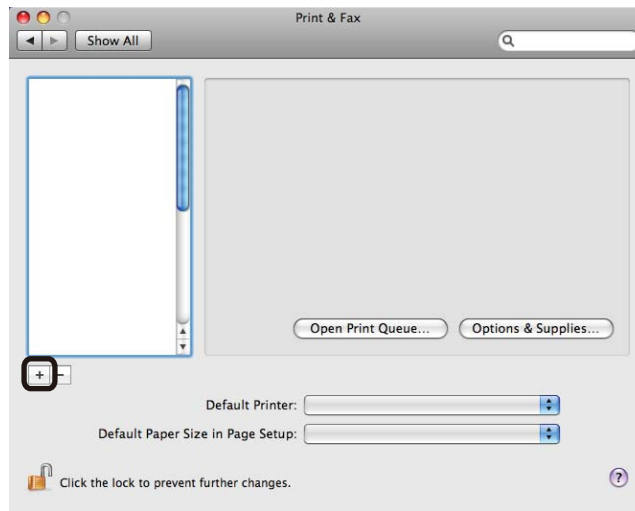 Print & Fax
Show All
Open Print Queue...
Options & Supplies...
+ −
Default Printer:
Default Paper Size in Page Setup:
Click the lock to prevent further changes.
?